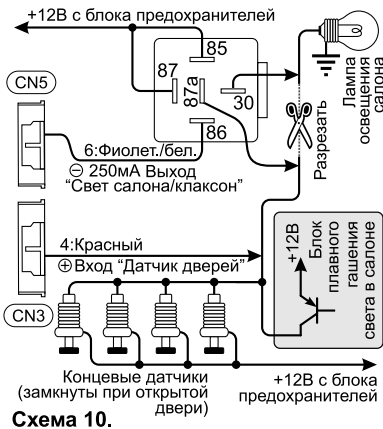 +12В с блока предохранителей
85
87
87а
30
86
CN5
6:Фиолет./бел.
⊖ 250мА Выход
“Свет салона/клаксон”
Лампа
освещения
салона
Разрезать
4:Красный
⊕ Вход “Датчик дверей”
CN3
+12В
Блок
плавного
гашения
света в салоне
Концевые датчики
(замкнуты при открытой
двери)
+12В с блока
предохранителей
Схема 10.